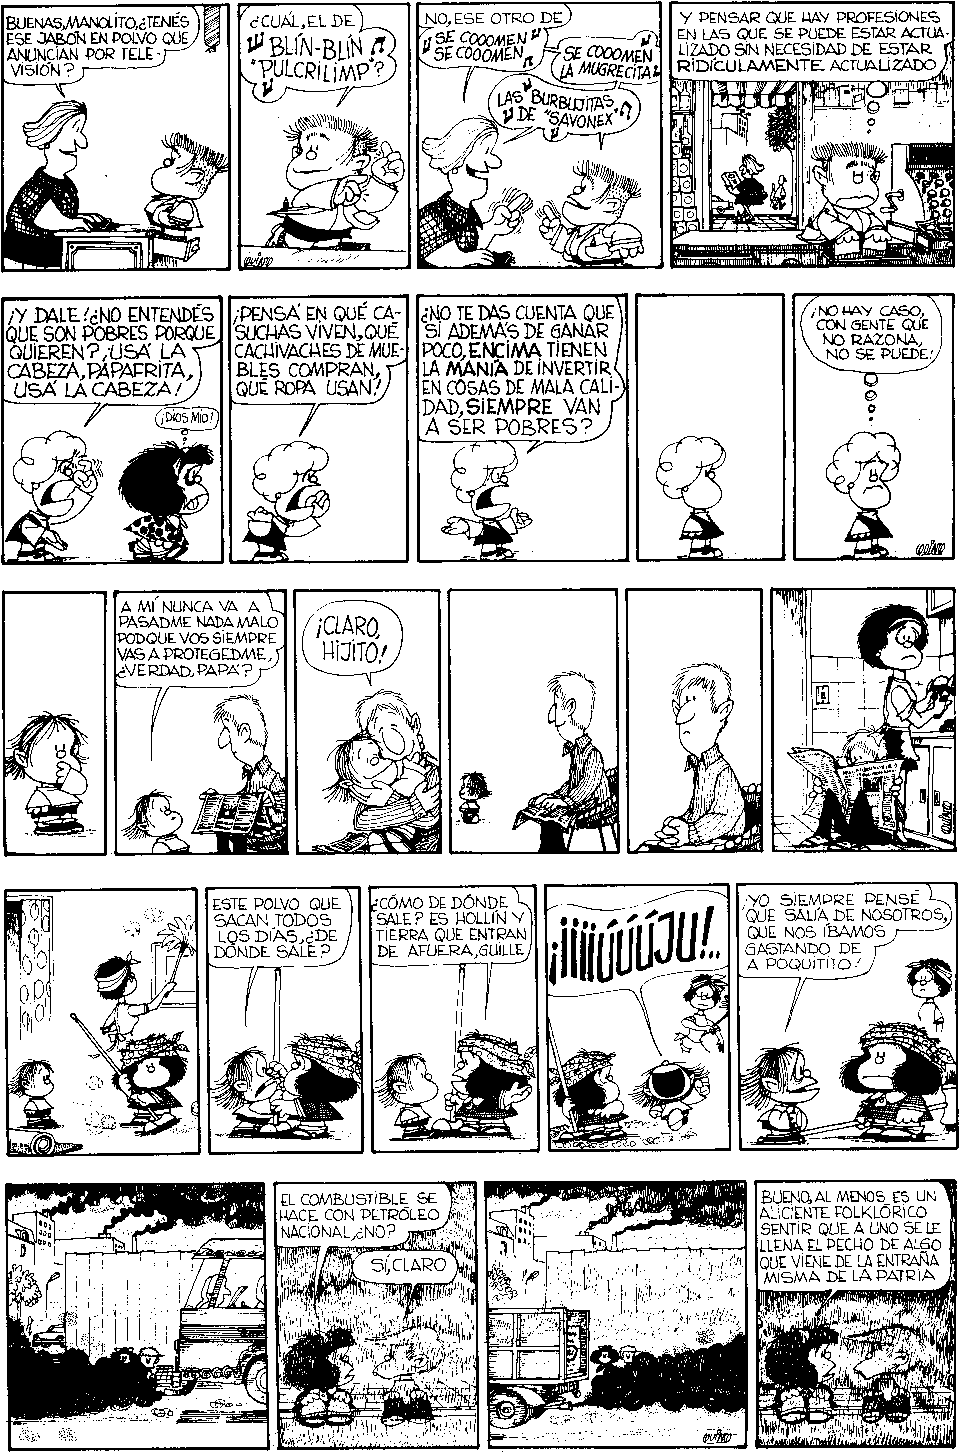 BUENAS, MANOLITO, ¿TENÉS
ESE JABÓN EN POLVO QUE
ANUNCIAN POR TELE-
VISIÓN?
¿CUÁL, EL DE
BLÍN-BLÍN
"PULCRILIMP"?
NO, ESE OTRO DE
SE COOOMEN
SE COOOMEN
SE COOOMEN
LA MUGRECITA
LAS BURBUJITAS
DE "SAVONEX"
Y PENSAR QUE HAY PROFESIONES
EN LAS QUE SE PUEDE ESTAR ACTUA-
LIZADO SIN NECESIDAD DE ESTAR
RIDÍCULAMENTE ACTUALIZADO
QUINO
¡Y DALE! ¿NO ENTENDÉS
QUE SON POBRES PORQUE
QUIEREN? ¡USÁ LA
CABEZA, PAPAFRITA,
USÁ LA CABEZA!
¡DIOS MÍO!
¡PENSÁ EN QUÉ CA-
SUCHAS VIVEN, QUÉ
CACHIVACHES DE MUE-
BLES COMPRAN,
QUÉ ROPA USAN!
¿NO TE DAS CUENTA QUE
SI ADEMÁS DE GANAR
POCO, ENCIMA TIENEN
LA MANÍA DE INVERTIR
EN COSAS DE MALA CALI-
DAD, SIEMPRE VAN
A SER POBRES?
¡NO HAY CASO,
CON GENTE QUE
NO RAZONA,
NO SE PUEDE!
QUINO
A MÍ NUNCA VA A
PASADME NADA MALO
PODQUE VOS SIEMPRE
VAS A PROTEGEDME,
¿VERDAD, PAPÁ?
¡CLARO,
HIJITO!
QUINO
ESTE POLVO QUE
SACAN TODOS
LOS DÍAS, ¿DE
DÓNDE SALE?
¿CÓMO DE DÓNDE
SALE? ES HOLLÍN Y
TIERRA QUE ENTRAN
DE AFUERA, GUILLE
¡IIIIIÚÚÚJU!..
YO SIEMPRE PENSÉ
QUE SALÍA DE NOSOTROS,
QUE NOS ÍBAMOS
GASTANDO DE
A POQUITITO!
EL COMBUSTIBLE SE
HACE CON PETRÓLEO
NACIONAL, ¿NO?
SÍ, CLARO
QUINO
BUENO, AL MENOS ES UN
ALICIENTE FOLKLÓRICO
SENTIR QUE A UNO SE LE
LLENA EL PECHO DE ALGO
QUE VIENE DE LA ENTRAÑA
MISMA DE LA PATRIA